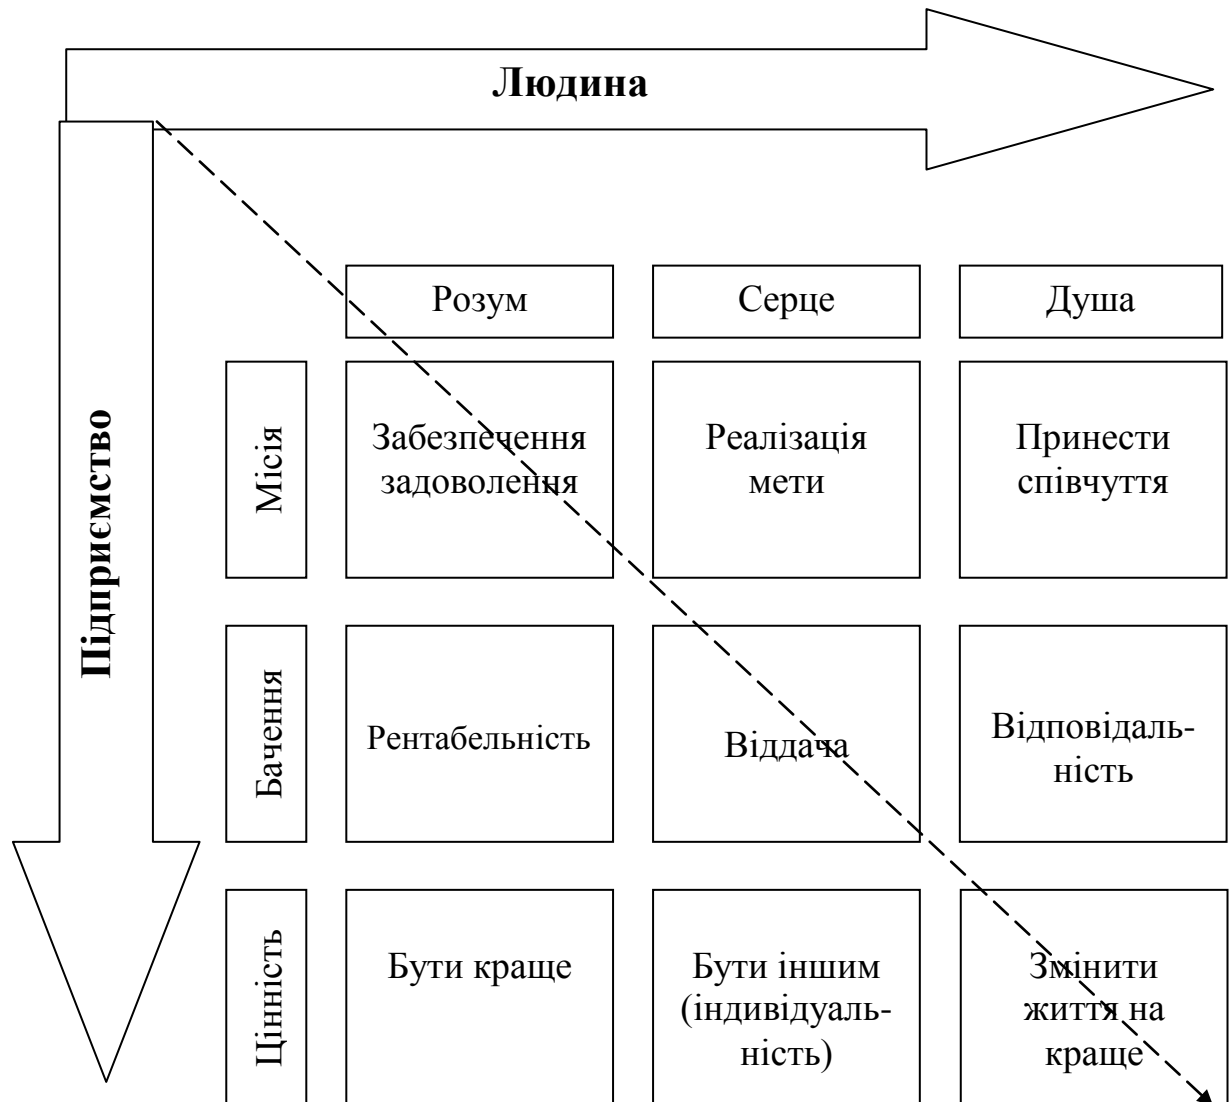 Людина
Підприємство
Розум
Серце
Душа
Місія
Забезпечення
задоволення
Реалізація
мети
Принести
співчуття
Бачення
Рентабельність
Віддача
Відповідаль-
ність
Цінність
Бути краще
Бути іншим
(індивідуаль-
ність)
Змінити
життя на
краще